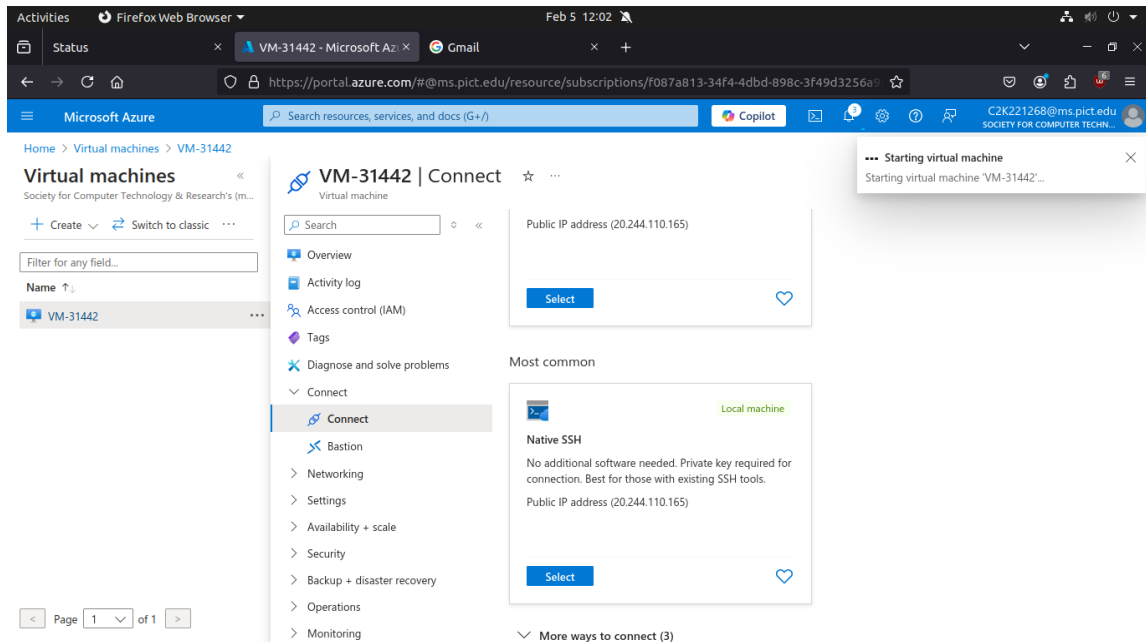 Activities
Firefox Web Browser
Feb 5 12:02
Status
VM-31442 - Microsoft Az
Gmail
https://portal.azure.com/#@ms.pict.edu/resource/subscriptions/f087a813-34f4-4dbd-898c-3f49d3256a9
6
Microsoft Azure
Search resources, services, and docs (G+/)
Copilot
3
C2K221268@ms.pict.edu
SOCIETY FOR COMPUTER TECHN...
Home > Virtual machines > VM-31442
Virtual machines
Society for Computer Technology & Research's (m...
Create
Switch to classic
Filter for any field...
Name
VM-31442
Page 1 of 1
VM-31442 | Connect
Virtual machine
Search
Overview
Activity log
Access control (IAM)
Tags
Diagnose and solve problems
Connect
Connect
Bastion
Networking
Settings
Availability + scale
Security
Backup + disaster recovery
Operations
Monitoring
Public IP address (20.244.110.165)
Select
Most common
Local machine
Native SSH
No additional software needed. Private key required for
connection. Best for those with existing SSH tools.
Public IP address (20.244.110.165)
Select
More ways to connect (3)
Starting virtual machine
Starting virtual machine 'VM-31442'...